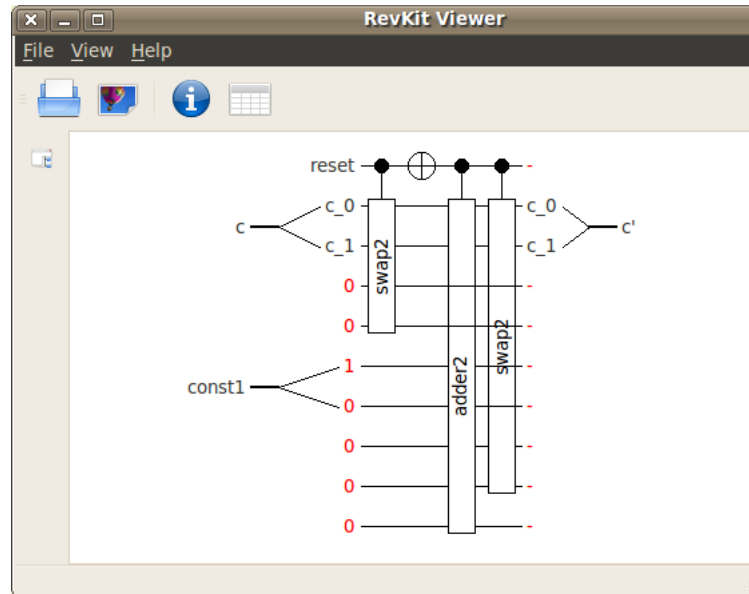 RevKit Viewer
File View Help
reset -
c_0 c_0
c c'
c_1 c_1
swap2
0 -
0 -
swap2
1 -
const1
adder2
0 -
0 -
0 -
0 -